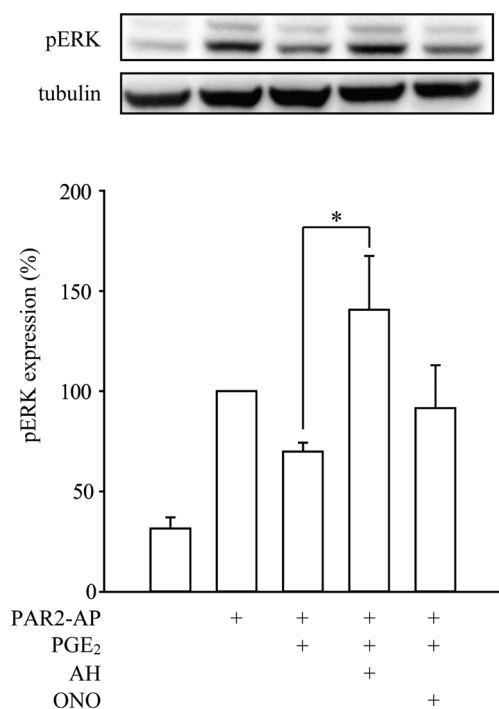 pERK
tubulin
200
*
150
100
50
0
pERK expression (%)
PAR2-AP + + + +
PGE₂ + + +
AH +
ONO +